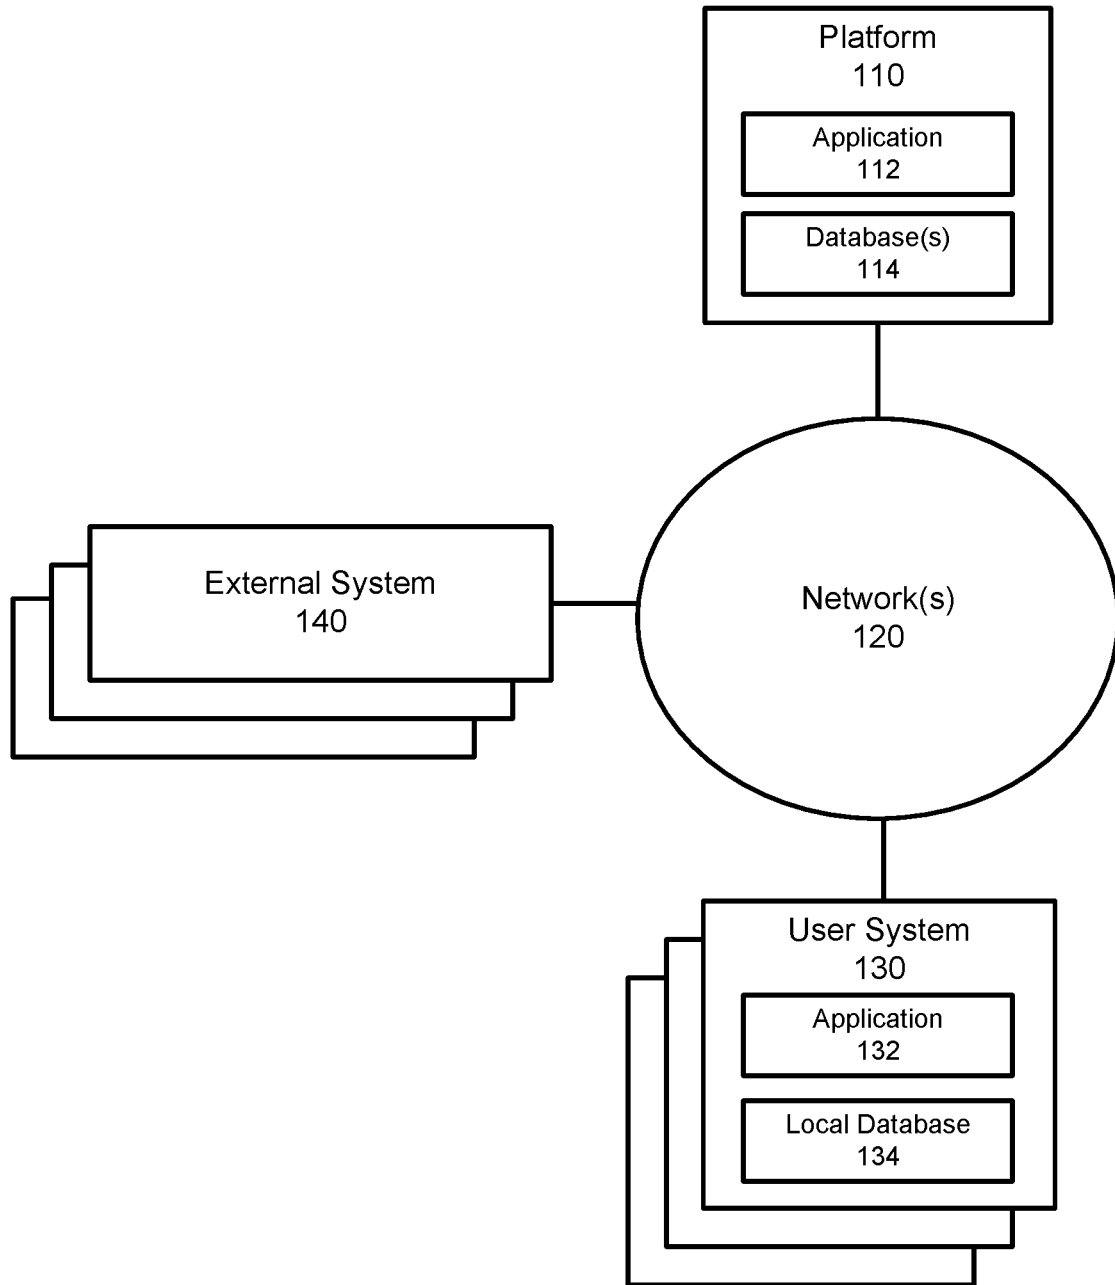 Platform
110
Application
112
Database(s)
114
External System
140
Network(s)
120
User System
130
Application
132
Local Database
134